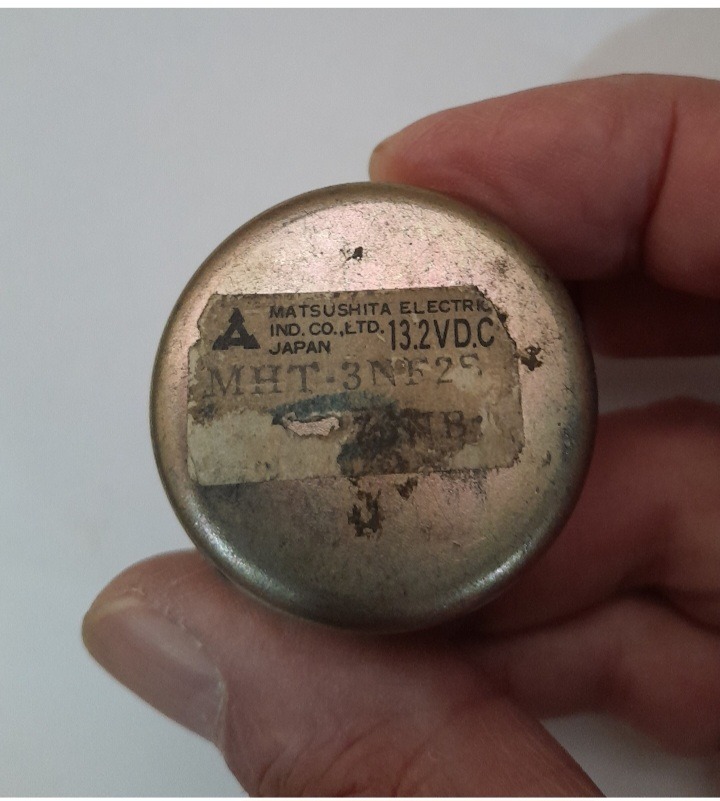 MATSUSHITA ELECTRIC
IND. CO., LTD. 13.2VD.C
JAPAN
MHT-3NF2S